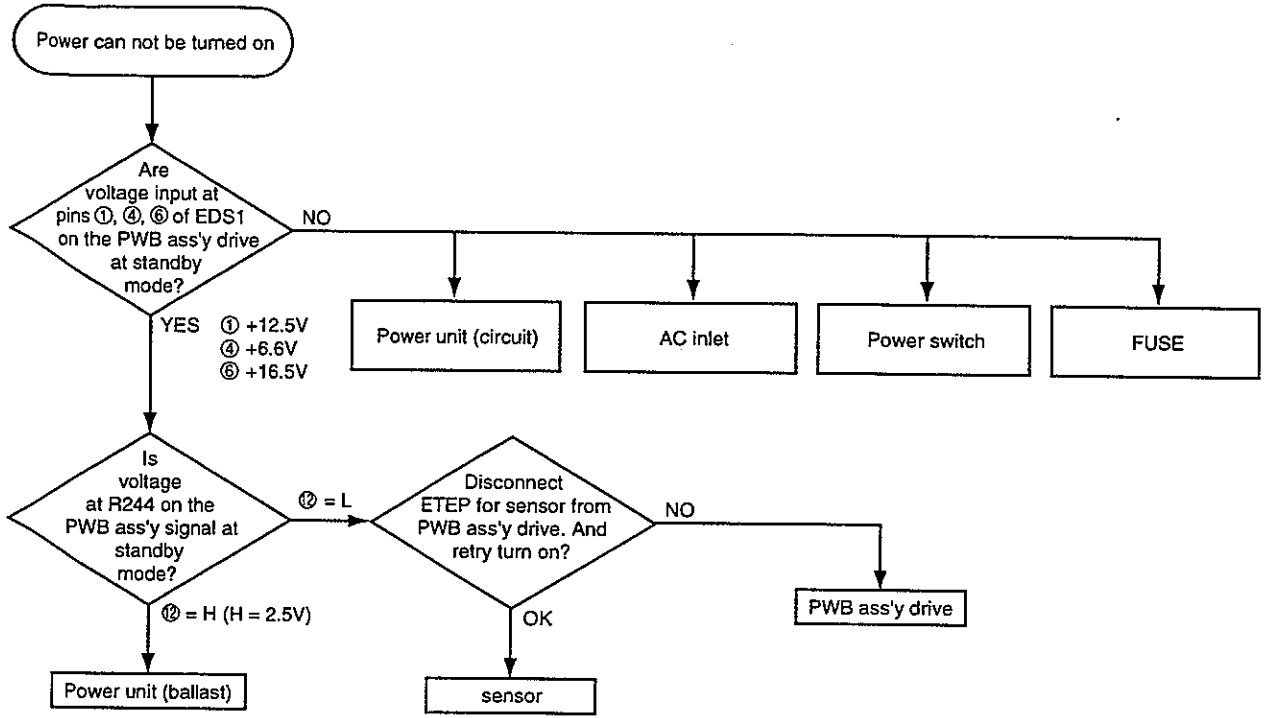 Power can not be turned on
Are
voltage input at
pins ①, ④, ⑥ of EDS1
on the PWB ass'y drive
at standby
mode?
NO
Power unit (circuit)
AC inlet
Power switch
FUSE
YES ① +12.5V
④ +6.6V
⑥ +16.5V
Is
voltage
at R244 on the
PWB ass'y signal at
standby
mode?
⑫ = L
Disconnect
ETEP for sensor from
PWB ass'y drive. And
retry turn on?
NO
PWB ass'y drive
⑫ = H (H = 2.5V)
OK
Power unit (ballast)
sensor